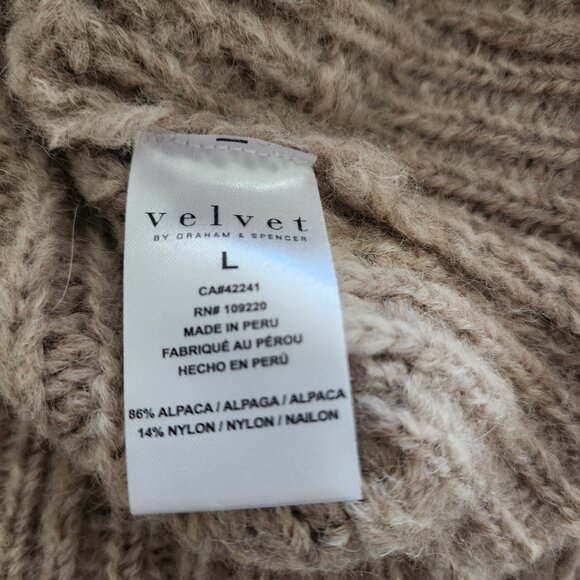 velvet
BY GRAHAM & SPENCER
L
CA#42241
RN# 109220
MADE IN PERU
FABRIQUÉ AU PÉROU
HECHO EN PERÚ
86% ALPACA / ALPAGA / ALPACA
14% NYLON / NYLON / NAILON